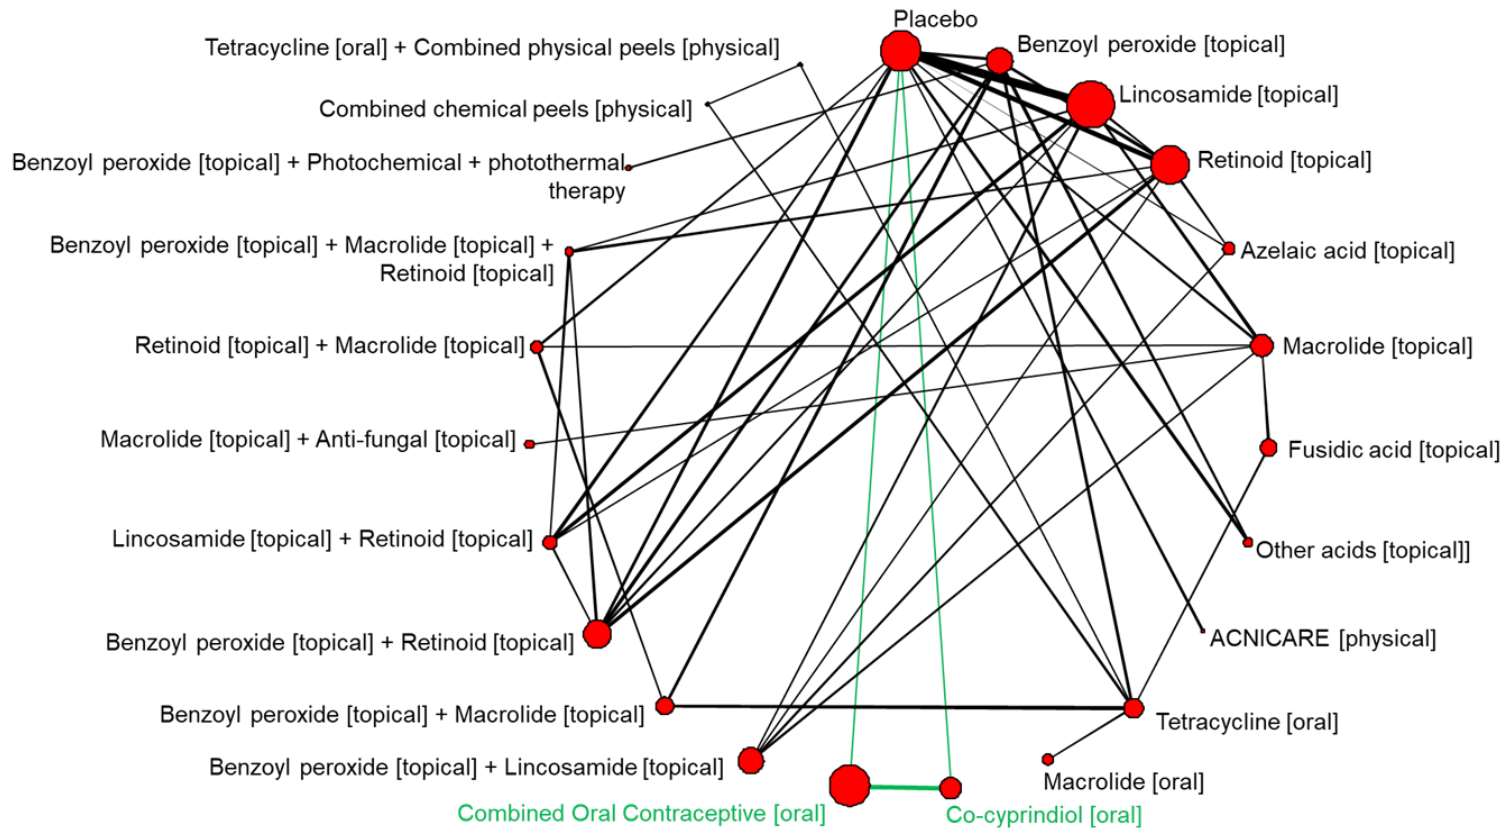 Placebo
Tetracycline [oral] + Combined physical peels [physical]
Benzoyl peroxide [topical]
Lincosamide [topical]
Combined chemical peels [physical]
Retinoid [topical]
Benzoyl peroxide [topical] + Photochemical + photothermal
therapy
Benzoyl peroxide [topical] + Macrolide [topical] +
Retinoid [topical]
Azelaic acid [topical]
Retinoid [topical] + Macrolide [topical]
Macrolide [topical]
Macrolide [topical] + Anti-fungal [topical]
Fusidic acid [topical]
Lincosamide [topical] + Retinoid [topical]
Other acids [topical]]
Benzoyl peroxide [topical] + Retinoid [topical]
ACNICARE [physical]
Benzoyl peroxide [topical] + Macrolide [topical]
Tetracycline [oral]
Benzoyl peroxide [topical] + Lincosamide [topical]
Macrolide [oral]
Combined Oral Contraceptive [oral]
Co-cyprindiol [oral]